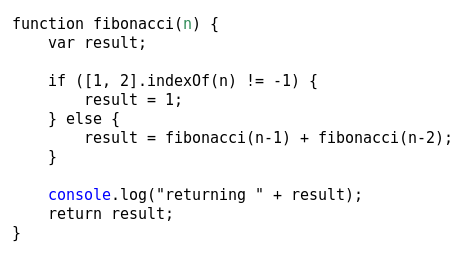 function fibonacci(n) {
    var result;

    if ([1, 2].indexOf(n) != -1) {
        result = 1;
    } else {
        result = fibonacci(n-1) + fibonacci(n-2);
    }

    console.log("returning " + result);
    return result;
}